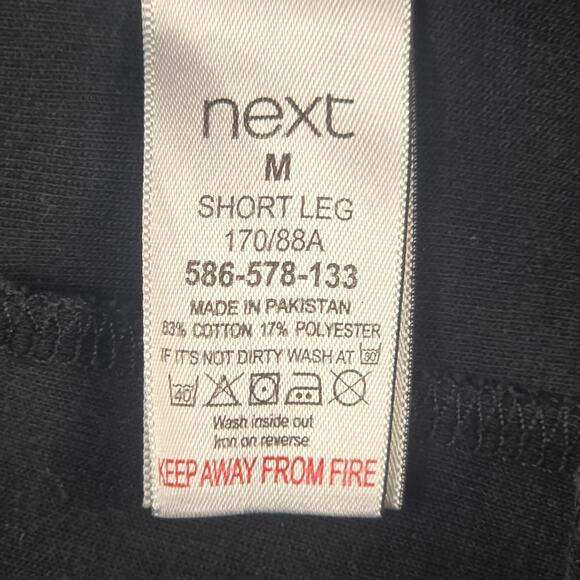 next
M
SHORT LEG
170/88A
586-578-133
MADE IN PAKISTAN
83% COTTON 17% POLYESTER
IF IT'S NOT DIRTY WASH AT 30
40
Wash inside out
Iron on reverse
KEEP AWAY FROM FIRE